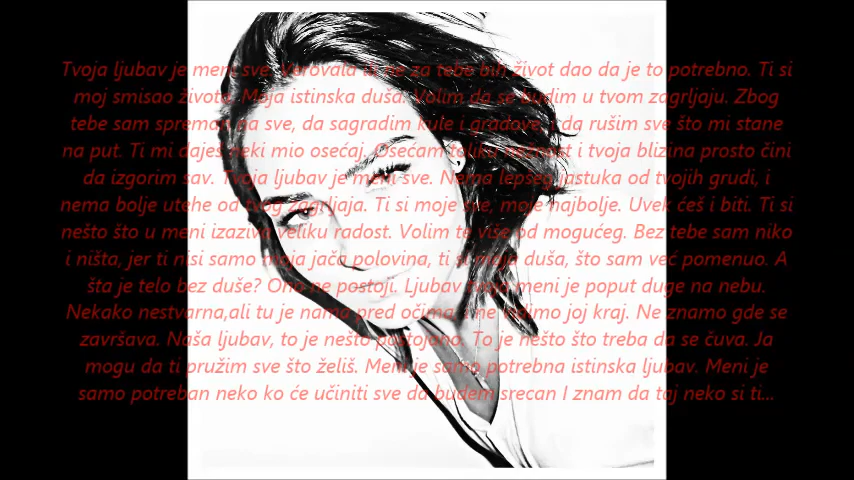 Tvoja ljubav je meni sve. Verovala ili ne za tebe bih život dao da je to potrebno. Ti si
moj smisao života. Moja istinska duša. Volim da se budim u tvom zagrljaju. Zbog
tebe sam spreman na sve, da sagradim kule i gradove, i da rušim sve što mi stane
na put. Ti mi daješ neki mio osećaj. Osećam toliku nežnost i tvoja blizina prosto čini
da izgorim sav. Tvoja ljubav je meni sve. Nema lepseg jastuka od tvojih grudi, i
nema bolje utehe od tvog zagrljaja. Ti si moje sve, moje najbolje. Uvek ćeš i biti. Ti si
nešto što u meni izaziva veliku radost. Volim te više od mogućeg. Bez tebe sam niko
i ništa, jer ti nisi samo moja jača polovina, ti si moja duša, što sam već pomenuo. A
šta je telo bez duše? Ono ne postoji. Ljubav tvoja meni je poput duge na nebu.
Nekako nestvarna,ali tu je nama pred očima, i ne vidimo joj kraj. Ne znamo gde se
završava. Naša ljubav, to je nešto postojano. To je nešto što treba da se čuva. Ja
mogu da ti pružim sve što želiš. Meni je samo potrebna istinska ljubav. Meni je
samo potreban neko ko će učiniti sve da budem srecan I znam da taj neko si ti...